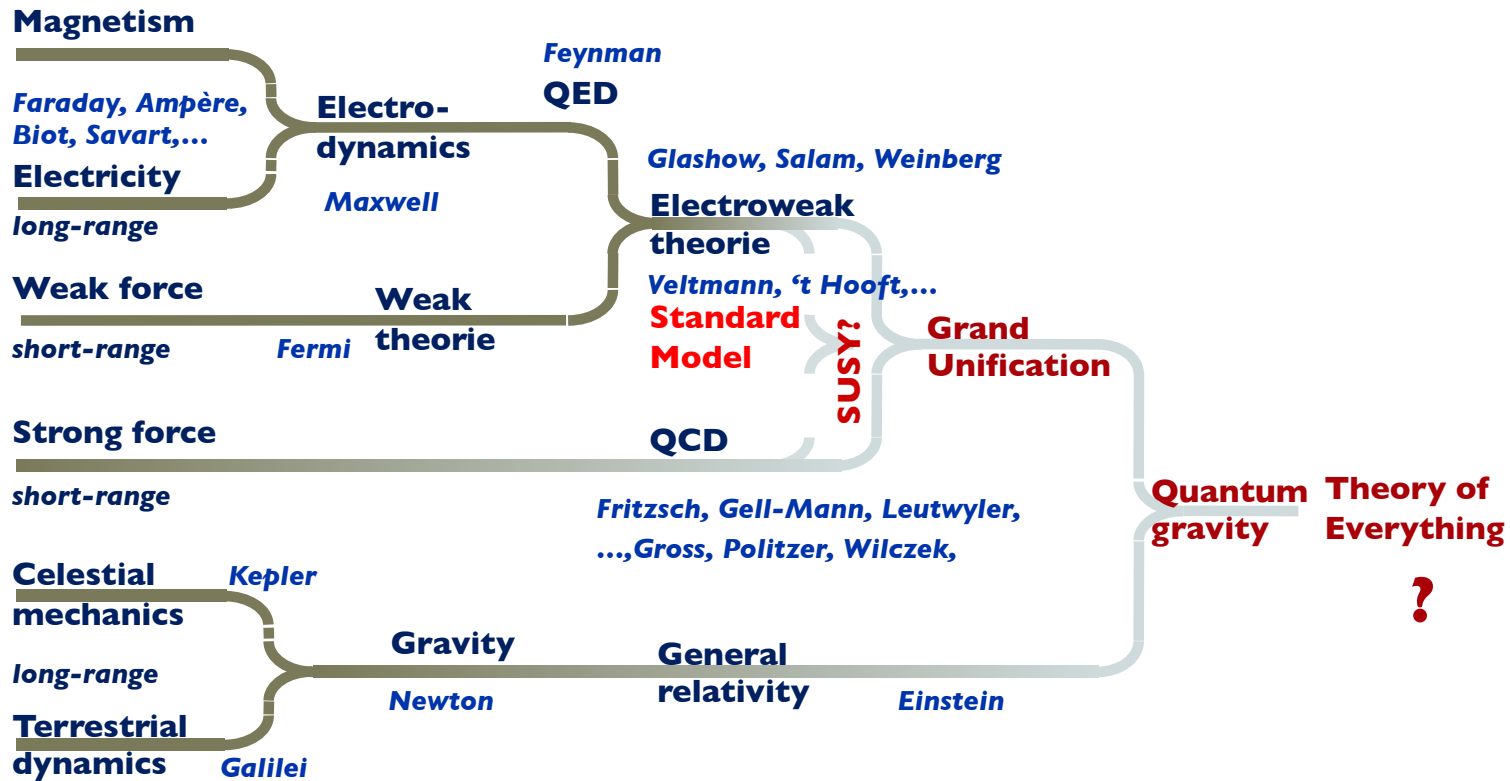 Magnetism
Faraday, Ampère,
Biot, Savart,...
Electricity
long-range
Electro-
dynamics
Maxwell
Feynman
QED
Glashow, Salam, Weinberg
Electroweak
theorie
Veltmann, ‘t Hooft,...
Weak force
short-range
Fermi
Weak
theorie
Standard
Model
SUSY?
Grand
Unification
Strong force
short-range
QCD
Fritzsch, Gell-Mann, Leutwyler,
...,Gross, Politzer, Wilczek,
Quantum
gravity
Theory of
Everything
?
Celestial
mechanics
Kepler
long-range
Terrestrial
dynamics
Galilei
Gravity
Newton
General
relativity
Einstein